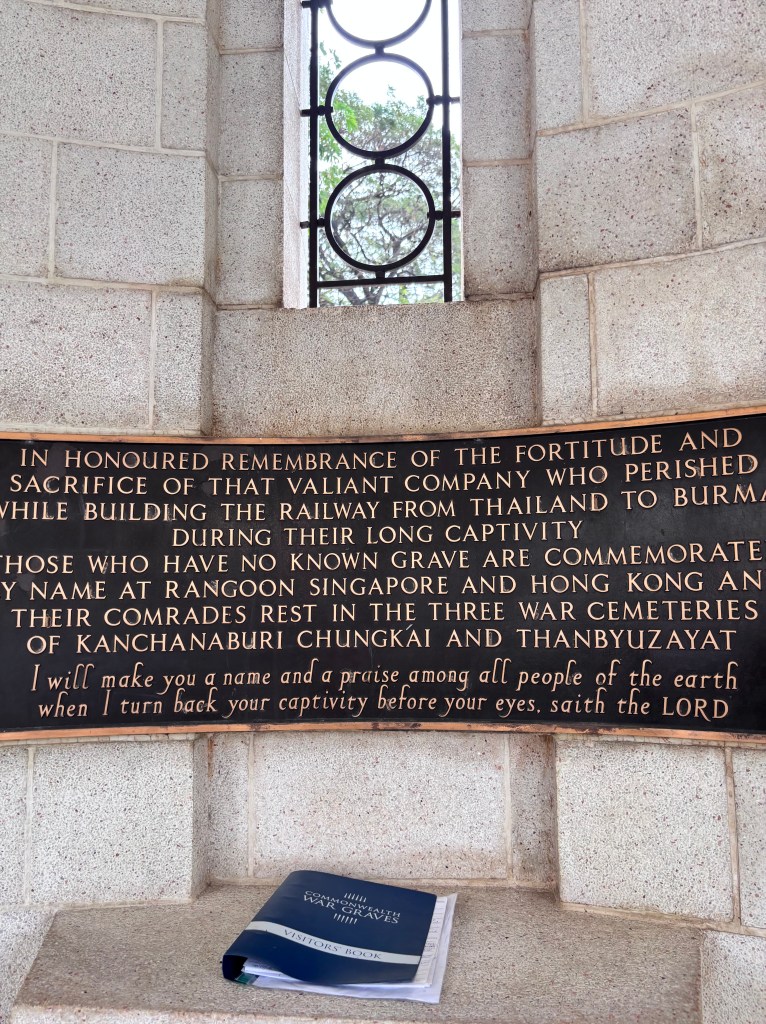 IN HONOURED REMEMBRANCE OF THE FORTITUDE AND
SACRIFICE OF THAT VALIANT COMPANY WHO PERISHED
WHILE BUILDING THE RAILWAY FROM THAILAND TO BURMA
DURING THEIR LONG CAPTIVITY
THOSE WHO HAVE NO KNOWN GRAVE ARE COMMEMORATE
Y NAME AT RANGOON SINGAPORE AND HONG KONG AN
THEIR COMRADES REST IN THE THREE WAR CEMETERIES
OF KANCHANABURI CHUNGKAI AND THANBYUZAYAT
I will make you a name and a praise among all people of the earth
when I turn back your captivity before your eyes, saith the LORD
COMMONWEALTH
WAR GRAVES
VISITORS' BOOK